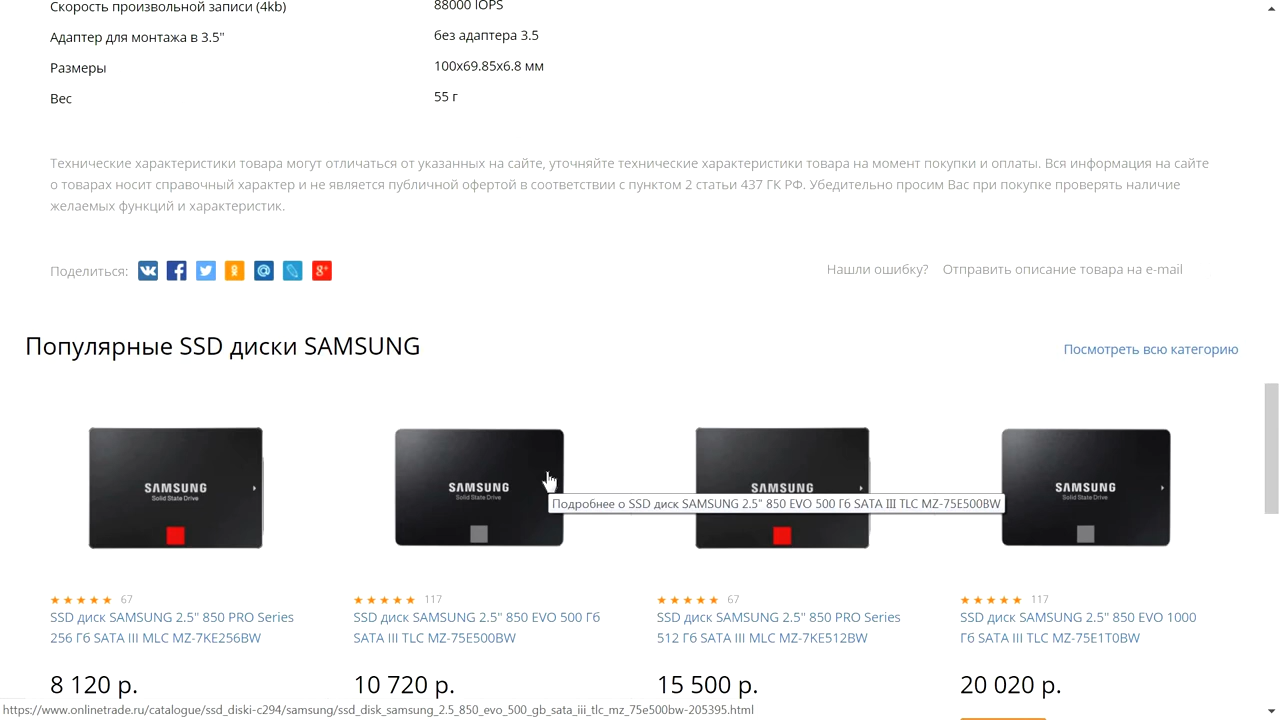 Скорость произвольной записи (4kb) 88000 IOPS
Адаптер для монтажа в 3.5" без адаптера 3.5
Размеры 100x69.85x6.8 мм
Вес 55 г
Технические характеристики товара могут отличаться от указанных на сайте, уточняйте технические характеристики товара на момент покупки и оплаты. Вся информация на сайте
о товарах носит справочный характер и не является публичной офертой в соответствии с пунктом 2 статьи 437 ГК РФ. Убедительно просим Вас при покупке проверять наличие
желаемых функций и характеристик.
Поделиться: Нашли ошибку? Отправить описание товара на e-mail
Популярные SSD диски SAMSUNG Посмотреть всю категорию
SAMSUNG
Solid State Drive
SAMSUNG
Solid State Drive
SAMSUNG
SAMSUNG
Solid State Drive
Подробнее о SSD диск SAMSUNG 2.5" 850 EVO 500 Гб SATA III TLC MZ-75E500BW
67
SSD диск SAMSUNG 2.5" 850 PRO Series
256 Гб SATA III MLC MZ-7KE256BW
8 120 р.
117
SSD диск SAMSUNG 2.5" 850 EVO 500 Гб
SATA III TLC MZ-75E500BW
10 720 р.
67
SSD диск SAMSUNG 2.5" 850 PRO Series
512 Гб SATA III MLC MZ-7KE512BW
15 500 р.
117
SSD диск SAMSUNG 2.5" 850 EVO 1000
Гб SATA III TLC MZ-75E1T0BW
20 020 р.
https://www.onlinetrade.ru/catalogue/ssd_diski-c294/samsung/ssd_disk_samsung_2.5_850_evo_500_gb_sata_iii_tlc_mz_75e500bw-205395.html